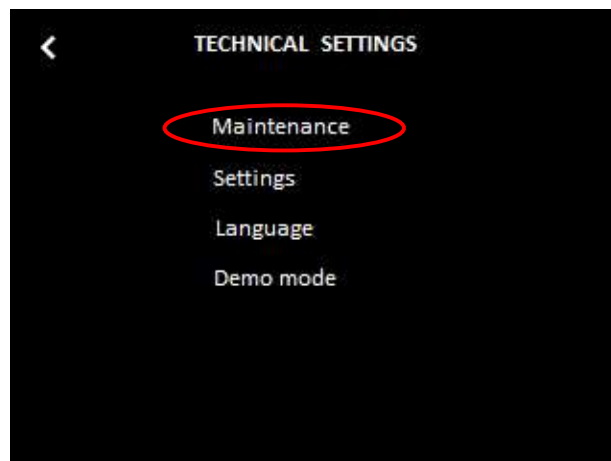 TECHNICAL SETTINGS
Maintenance
Settings
Language
Demo mode